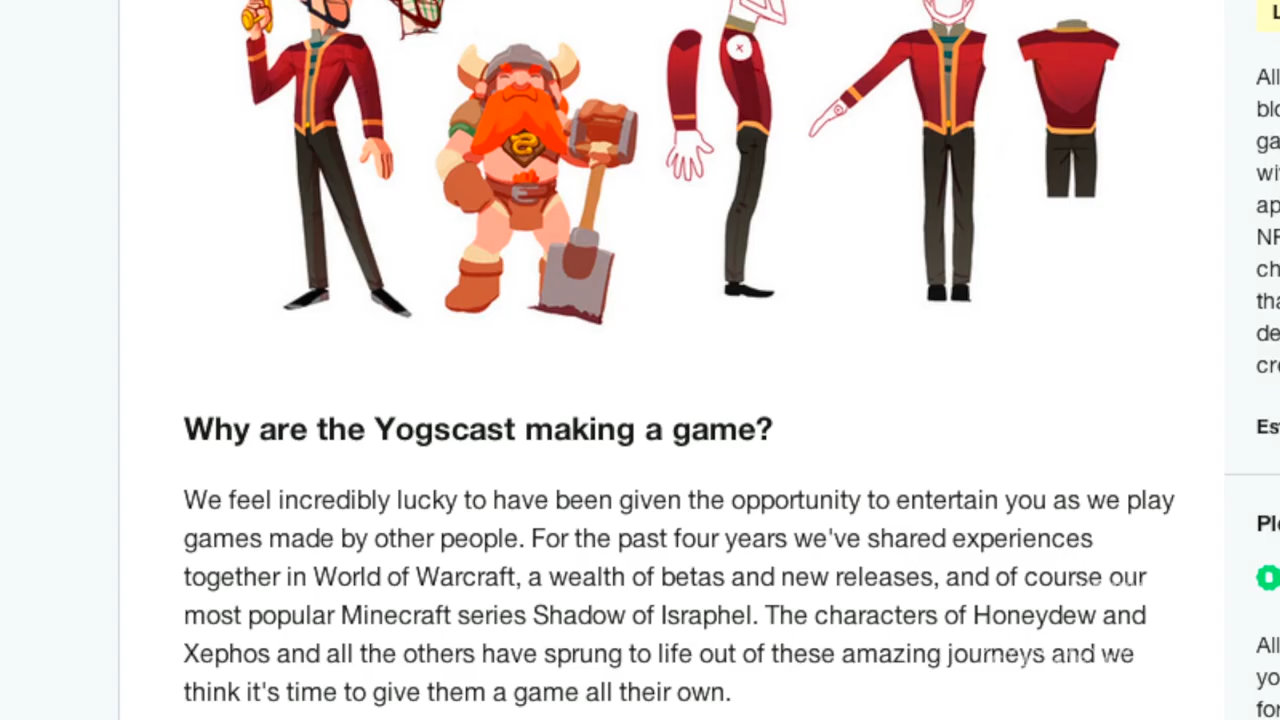 Why are the Yogscast making a game?
We feel incredibly lucky to have been given the opportunity to entertain you as we play
games made by other people. For the past four years we've shared experiences
together in World of Warcraft, a wealth of betas and new releases, and of course our
most popular Minecraft series Shadow of Israphel. The characters of Honeydew and
Xephos and all the others have sprung to life out of these amazing journeys and we
think it's time to give them a game all their own.
All